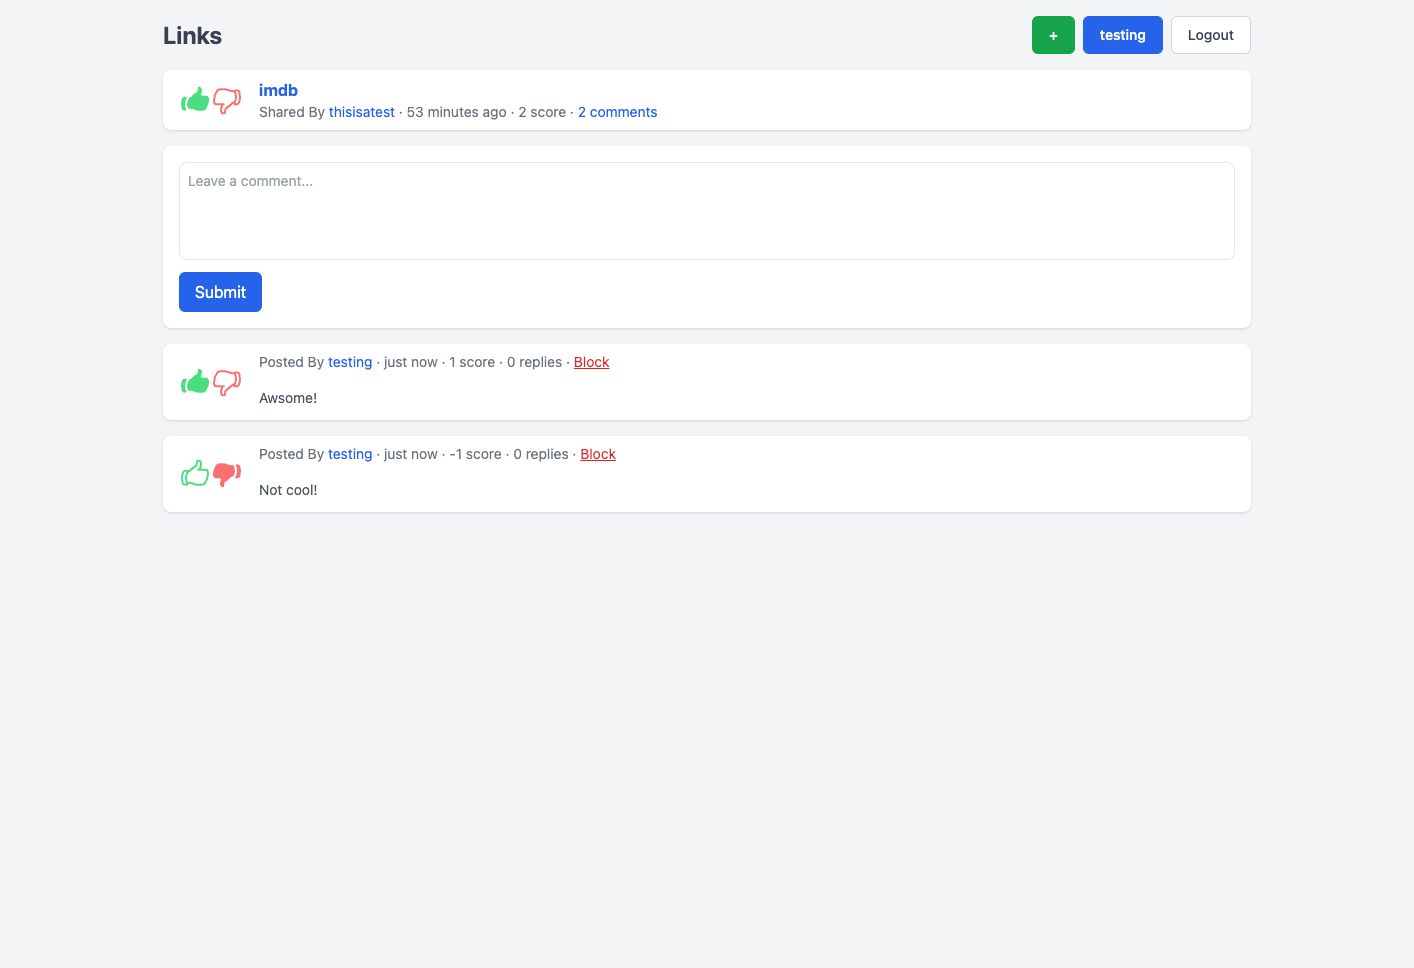 Links
+
testing
Logout
imdb
Shared By thisisatest · 53 minutes ago · 2 score · 2 comments
Leave a comment...
Submit
Posted By testing · just now · 1 score · 0 replies · Block
Awsome!
Posted By testing · just now · -1 score · 0 replies · Block
Not cool!